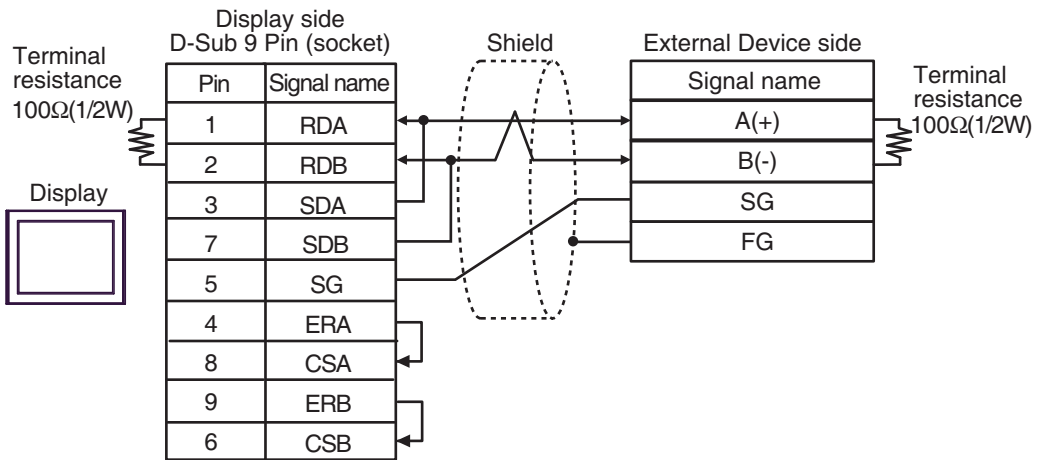 Display side
D-Sub 9 Pin (socket)
Shield
External Device side
Terminal
resistance
100Ω(1/2W)
Pin Signal name
1 RDA
2 RDB
3 SDA
7 SDB
5 SG
4 ERA
8 CSA
9 ERB
6 CSB
Display
Signal name
A(+)
B(-)
SG
FG
Terminal
resistance
100Ω(1/2W)